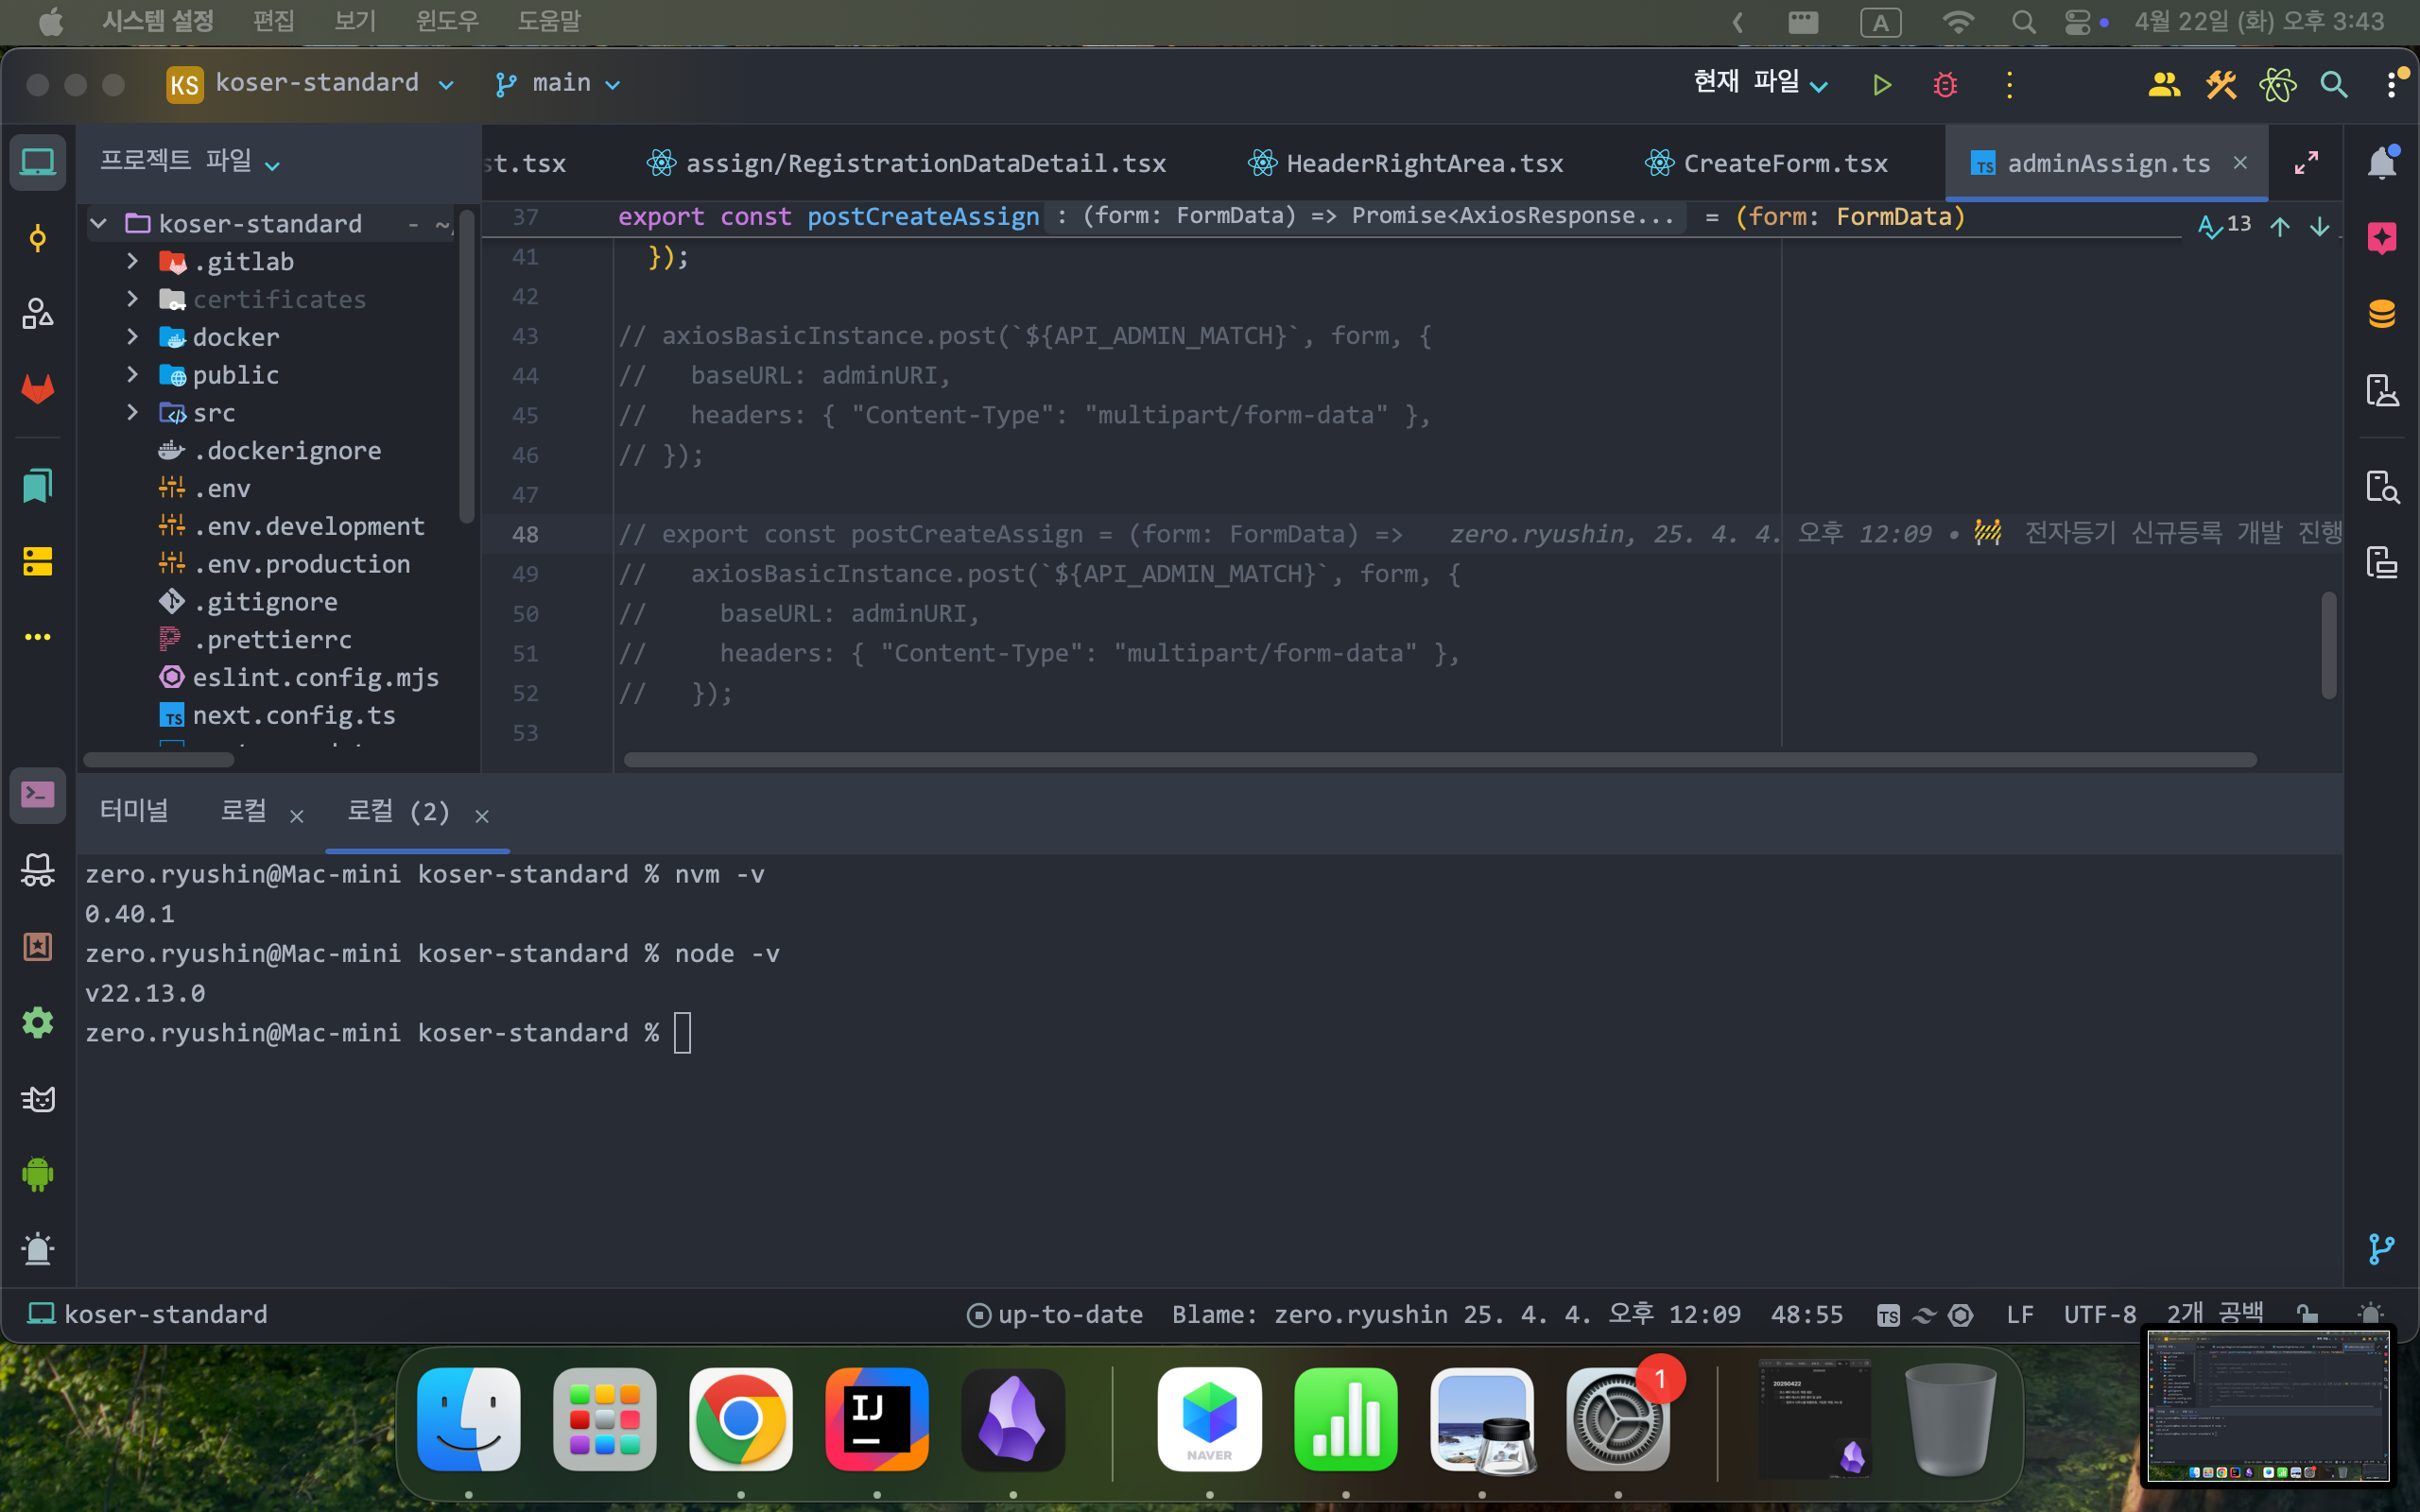 시스템 설정 편집 보기 윈도우 도움말 A 4월 22일 (화) 오후 3:43
KS koser-standard main 현재 파일
프로젝트 파일 st.tsx assign/RegistrationDataDetail.tsx HeaderRightArea.tsx CreateForm.tsx TS adminAssign.ts
koser-standard - ~/
.gitlab
certificates
docker
public
src
.dockerignore
.env
.env.development
.env.production
.gitignore
.prettierrc
eslint.config.mjs
TS next.config.ts
37 export const postCreateAssign : (form: FormData) => Promise<AxiosResponse... = (form: FormData)
13
41 });
42
43 // axiosBasicInstance.post(`${API_ADMIN_MATCH}`, form, {
44 //   baseURL: adminURI,
45 //   headers: { "Content-Type": "multipart/form-data" },
46 // });
47
48 // export const postCreateAssign = (form: FormData) => zero.ryushin, 25. 4. 4. 오후 12:09 • 🚧 전자등기 신규등록 개발 진행
49 //   axiosBasicInstance.post(`${API_ADMIN_MATCH}`, form, {
50 //     baseURL: adminURI,
51 //     headers: { "Content-Type": "multipart/form-data" },
52 //   });
53
터미널 로컬 로컬 (2)
zero.ryushin@Mac-mini koser-standard % nvm -v
0.40.1
zero.ryushin@Mac-mini koser-standard % node -v
v22.13.0
zero.ryushin@Mac-mini koser-standard %
koser-standard up-to-date Blame: zero.ryushin 25. 4. 4. 오후 12:09 48:55 TS LF UTF-8 2개 공백
IJ
NAVER
1
20250422